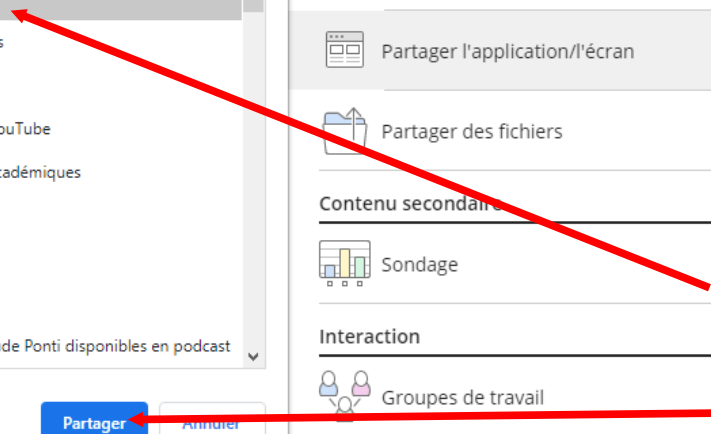 s
ouTube
cadémiques
de Ponti disponibles en podcast
Partager
Annuler
Partager l'application/l'écran
Partager des fichiers
Contenu secondaire
Sondage
Interaction
Groupes de travail